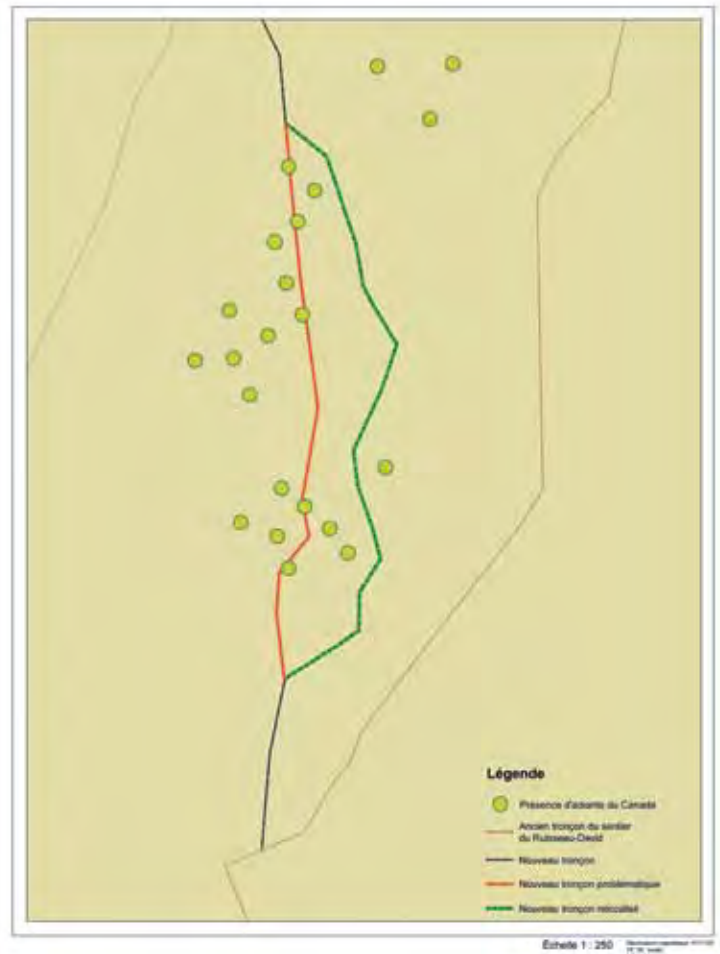 Légende
Présence d'adiante du Canada
Ancien tronçon du sentier
du Ruisseau-David
Nouveau tronçon
Nouveau tronçon problématique
Nouveau tronçon relocalisé
Échelle 1 : 250